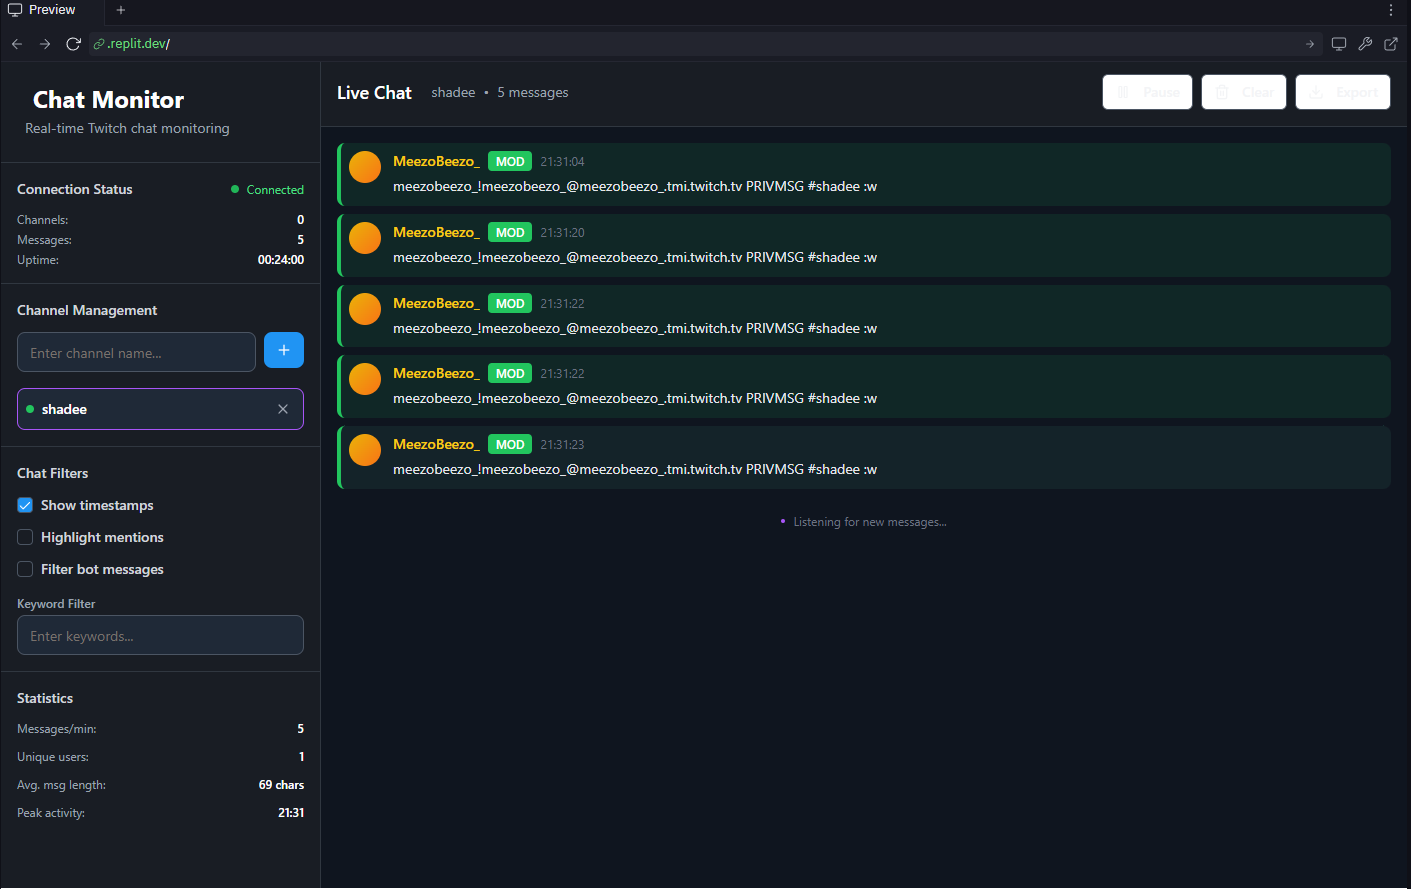 Preview
.replit.dev/
Chat Monitor
Real-time Twitch chat monitoring
Connection Status
Connected
Channels: 0
Messages: 5
Uptime: 00:24:00
Channel Management
Enter channel name...
shadee
Chat Filters
Show timestamps
Highlight mentions
Filter bot messages
Keyword Filter
Enter keywords...
Statistics
Messages/min: 5
Unique users: 1
Avg. msg length: 69 chars
Peak activity: 21:31
Live Chat shadee • 5 messages
Pause Clear Export
MeezoBeezo_ MOD 21:31:04
meezobeezo_!meezobeezo_@meezobeezo_.tmi.twitch.tv PRIVMSG #shadee :w
MeezoBeezo_ MOD 21:31:20
meezobeezo_!meezobeezo_@meezobeezo_.tmi.twitch.tv PRIVMSG #shadee :w
MeezoBeezo_ MOD 21:31:22
meezobeezo_!meezobeezo_@meezobeezo_.tmi.twitch.tv PRIVMSG #shadee :w
MeezoBeezo_ MOD 21:31:22
meezobeezo_!meezobeezo_@meezobeezo_.tmi.twitch.tv PRIVMSG #shadee :w
MeezoBeezo_ MOD 21:31:23
meezobeezo_!meezobeezo_@meezobeezo_.tmi.twitch.tv PRIVMSG #shadee :w
Listening for new messages...